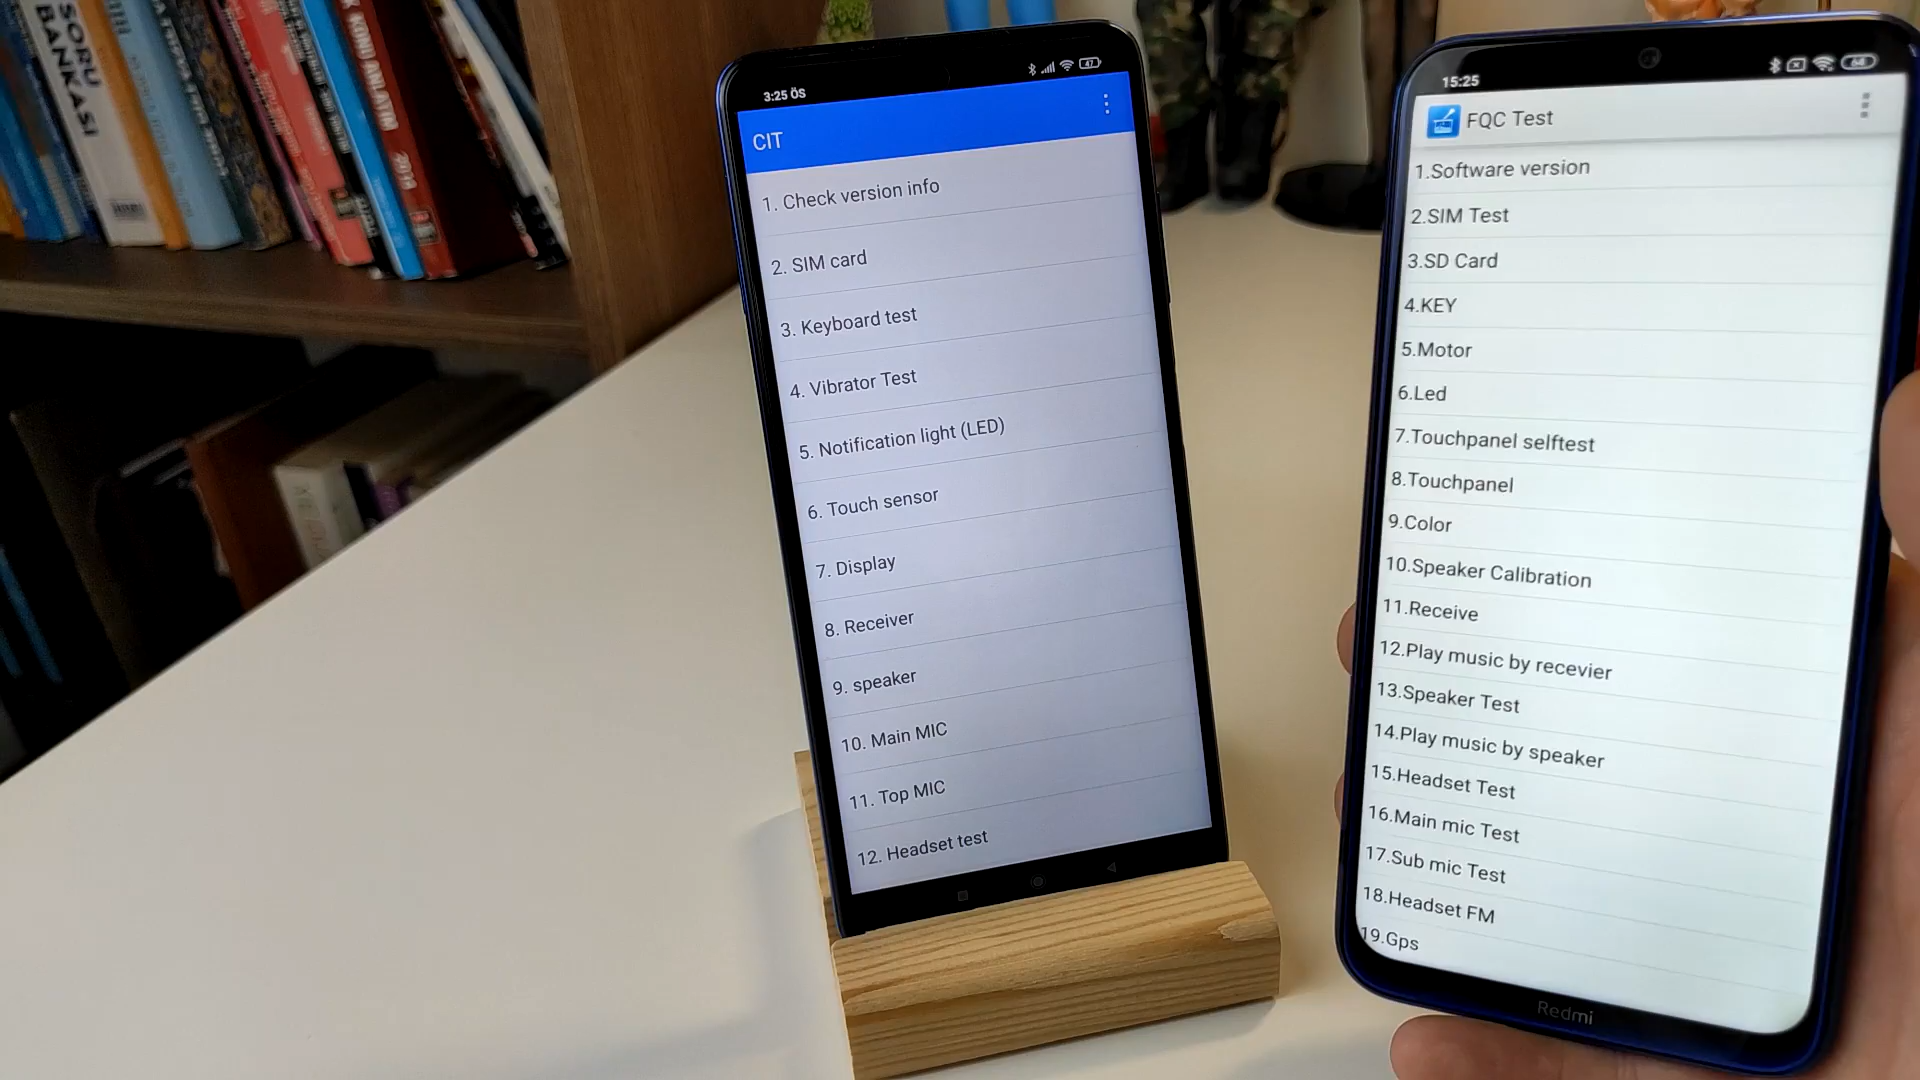 SORU
BANKASI
K KONU ANLATIM
2014
3:25 ÖS
47
CIT
1. Check version info
2. SIM card
3. Keyboard test
4. Vibrator Test
5. Notification light (LED)
6. Touch sensor
7. Display
8. Receiver
9. speaker
10. Main MIC
11. Top MIC
12. Headset test
15:25
64
FQC Test
1.Software version
2.SIM Test
3.SD Card
4.KEY
5.Motor
6.Led
7.Touchpanel selftest
8.Touchpanel
9.Color
10.Speaker Calibration
11.Receive
12.Play music by recevier
13.Speaker Test
14.Play music by speaker
15.Headset Test
16.Main mic Test
17.Sub mic Test
18.Headset FM
19.Gps
Redmi